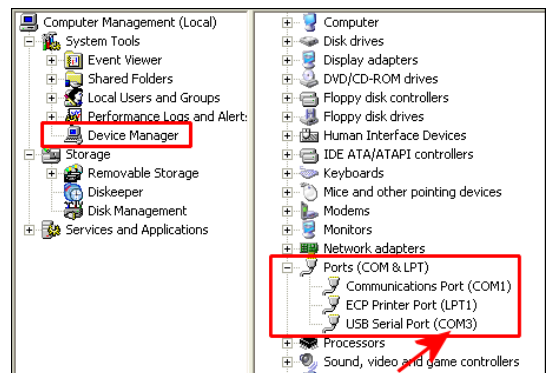 Computer Management (Local)
System Tools
Event Viewer
Shared Folders
Local Users and Groups
Performance Logs and Alert
Device Manager
Storage
Removable Storage
Diskeeper
Disk Management
Services and Applications
Computer
Disk drives
Display adapters
DVD/CD-ROM drives
Floppy disk controllers
Floppy disk drives
Human Interface Devices
IDE ATA/ATAPI controllers
Keyboards
Mice and other pointing devices
Modems
Monitors
Network adapters
Ports (COM & LPT)
Communications Port (COM1)
ECP Printer Port (LPT1)
USB Serial Port (COM3)
Processors
Sound, video and game controllers